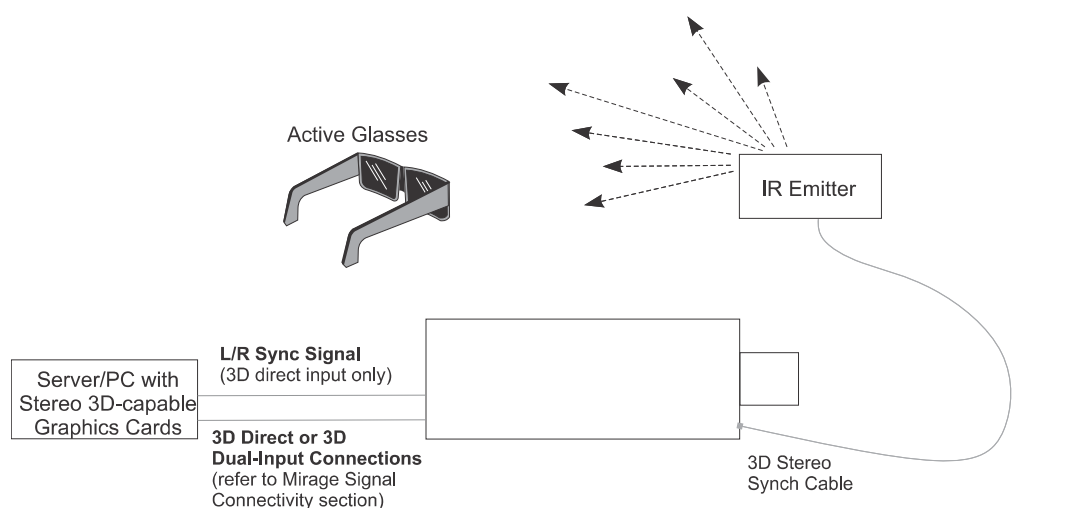 Active Glasses
IR Emitter
L/R Sync Signal
(3D direct input only)
Server/PC with
Stereo 3D-capable
Graphics Cards
3D Direct or 3D
Dual-Input Connections
(refer to Mirage Signal
Connectivity section)
3D Stereo
Synch Cable